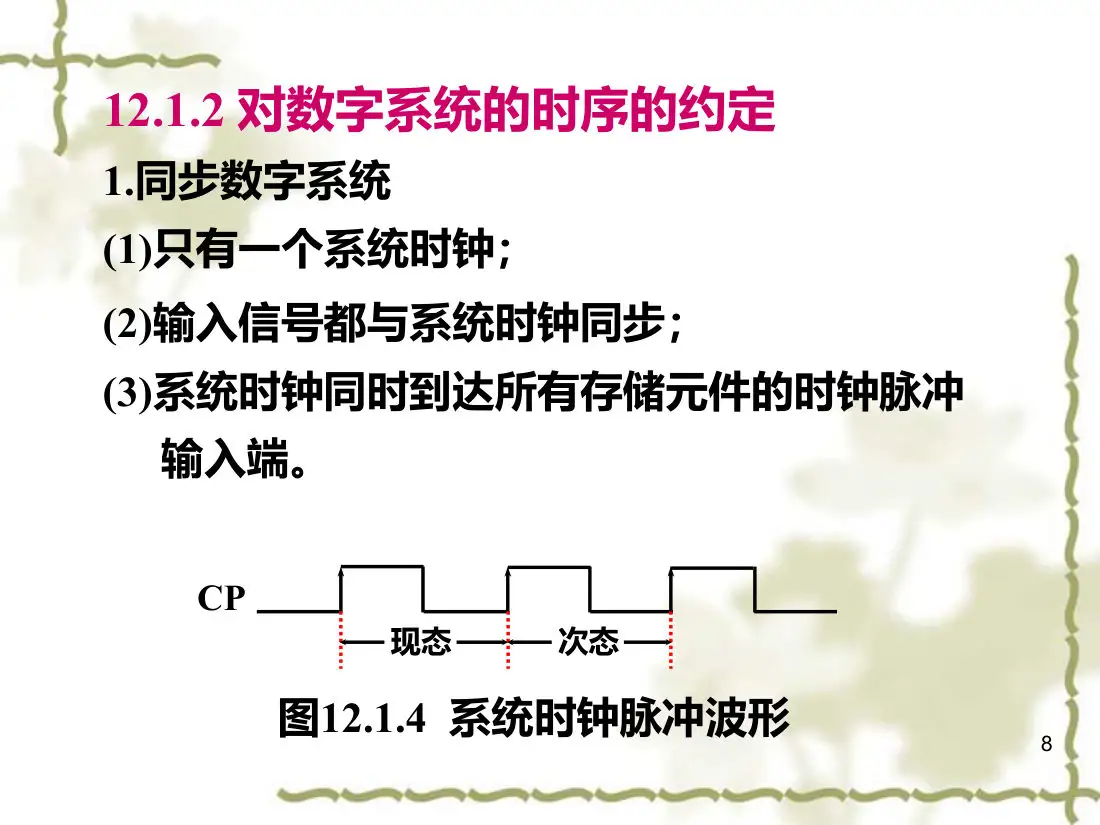 12.1.2 对数字系统的时序的约定
1.同步数字系统
(1)只有一个系统时钟；
(2)输入信号都与系统时钟同步；
(3)系统时钟同时到达所有存储元件的时钟脉冲
输入端。
CP
现态 次态
图12.1.4 系统时钟脉冲波形
8